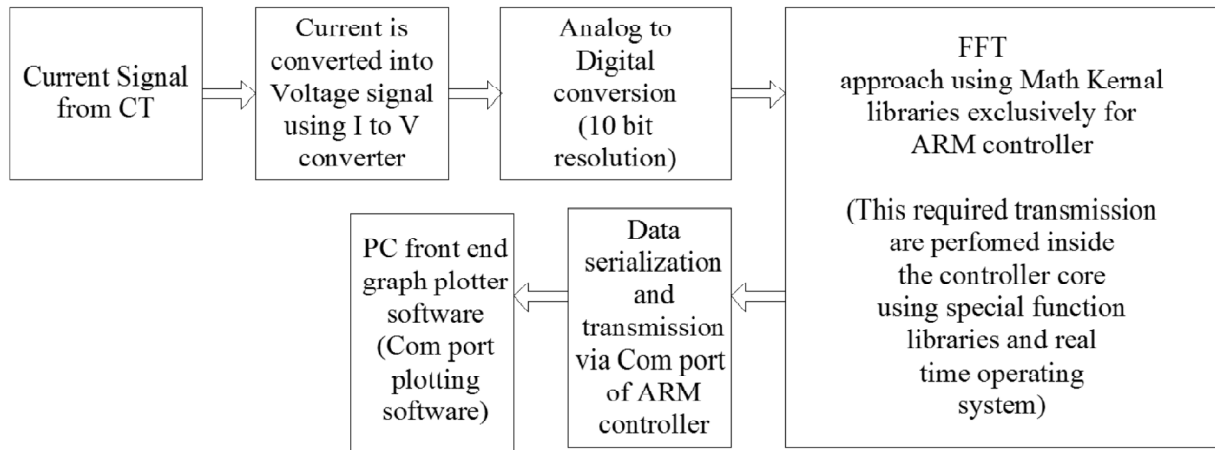 Current Signal
from CT
Current is
converted into
Voltage signal
using I to V
converter
Analog to
Digital
conversion
(10 bit
resolution)
FFT
approach using Math Kernal
libraries exclusively for
ARM controller
(This required transmission
are perfomed inside
the controller core
using special function
libraries and real
time operating
system)
Data
serialization
and
transmission
via Com port
of ARM
controller
PC front end
graph plotter
software
(Com port
plotting
software)